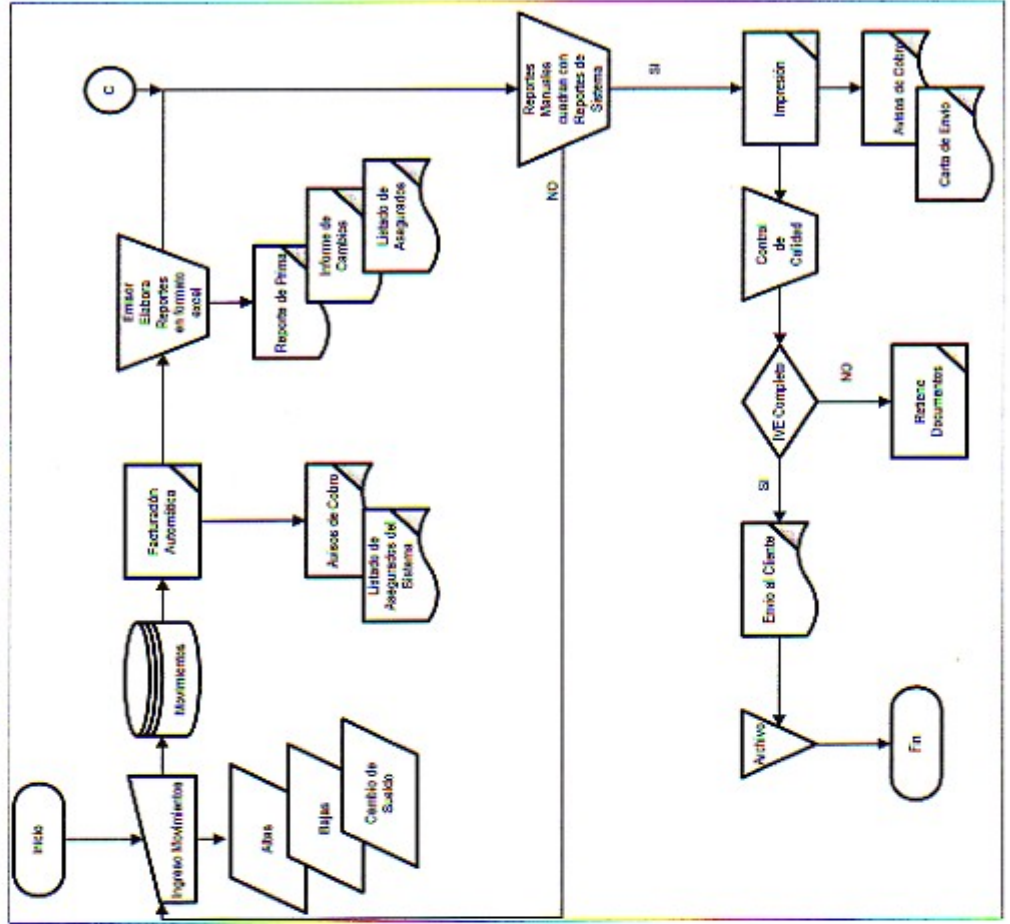 Inicio
Ingreso Movimientos
Altas
Bajas
Cambio de
Sueldo
Movimientos
Facturación
Automática
Avisos de Cobro
Listado de
Asegurados del
Sistema
Emisor
Elabora
Reportes
en formato
excel
Reporte de Prima
Informe de
Cambios
Listado de
Asegurados
C
Reportes
Manuales
cuadran con
Reportes de
Sistema
NO
SI
Impresión
Avisos de Cobro
Carta de Envio
Control
de
Calidad
IVE Completo
NO
Retiene
Documentos
SI
Envio al Cliente
Archivo
Fin